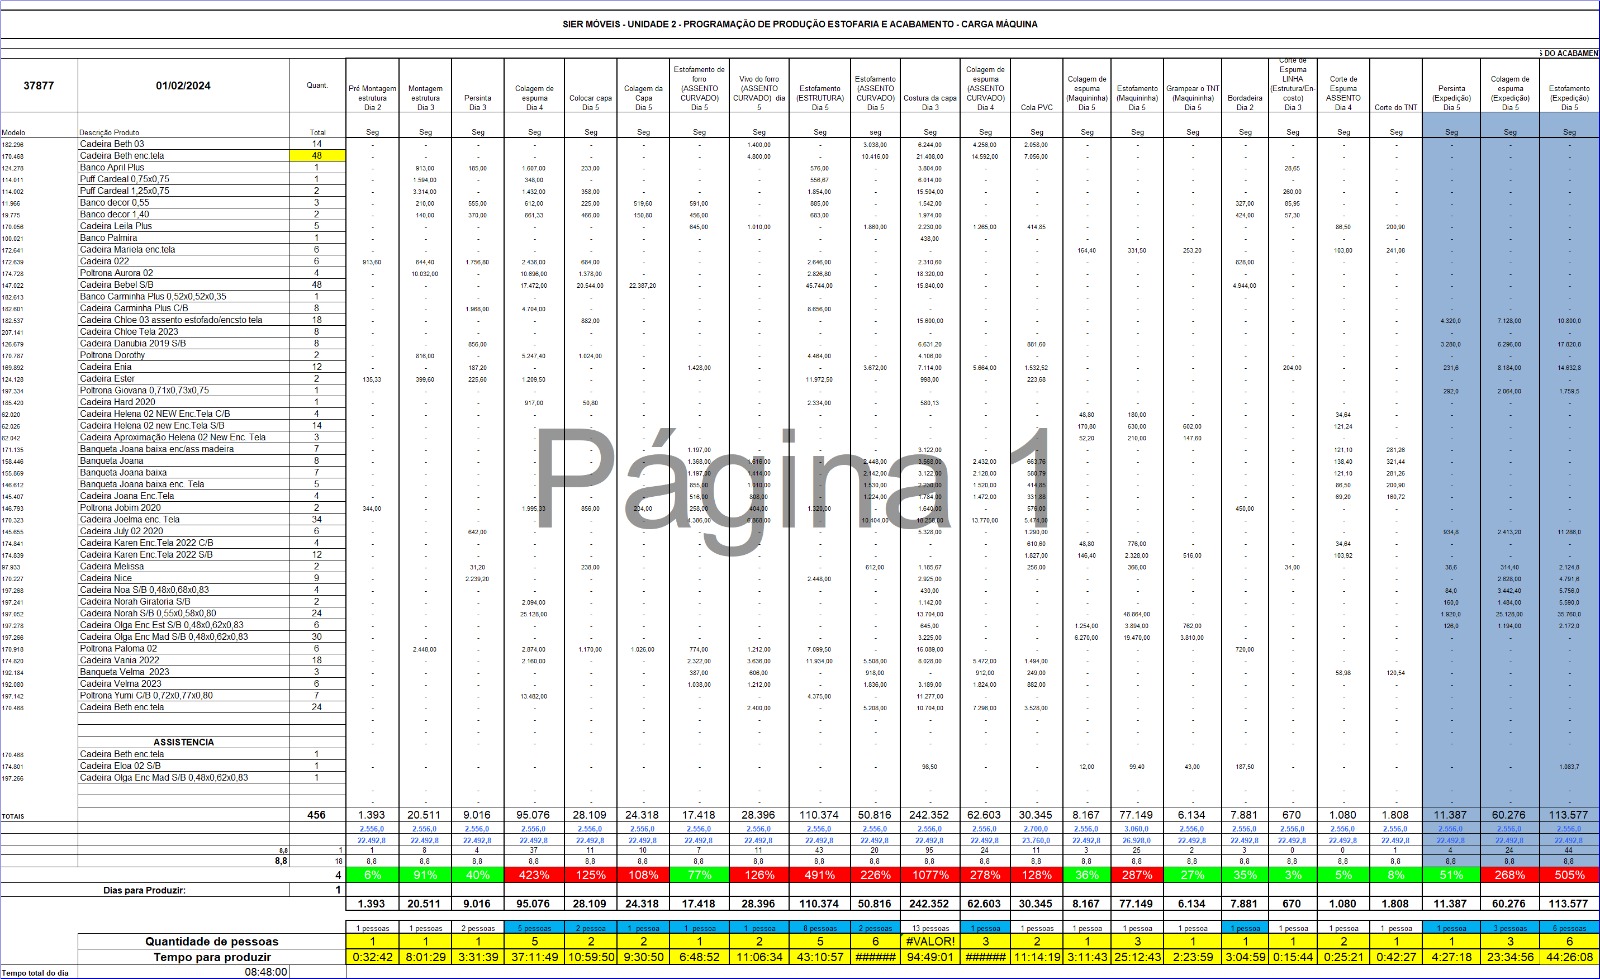 SIER MÓVEIS - UNIDADE 2 - PROGRAMAÇÃO DE PRODUÇÃO ESTOFARIA E ACABAMENTO - CARGA MÁQUINA
S DO ACABAMEN
37877 01/02/2024 Quant. Pré Montagem estrutura Dia 2 Montagem estrutura Dia 3 Persinta Dia 3 Colagem de espuma Dia 4 Colocar capa Dia 5 Colagem da Capa Dia 5 Estofamento de forro (ASSENTO CURVADO) Dia 5 Vivo do forro (ASSENTO CURVADO) dia 5 Estofamento (ESTRUTURA) Dia 5 Estofamento (ASSENTO CURVADO) Dia 5 Costura da capa Dia 3 Colagem de espuma (ASSENTO CURVADO) Dia 4 Cola PVC Colagem de espuma (Maquininha) Dia 5 Estofamento (Maquininha) Dia 5 Grampear o TNT (Maquininha) Dia 5 Bordadeira Dia 2 Corte de Espuma LINHA (Estrutura/En-costo) Dia 3 Corte de Espuma ASSENTO Dia 4 Corte do TNT Persinta (Expedição) Dia 5 Colagem de espuma (Expedição) Dia 5 Estofamento (Expedição) Dia 5
Modelo Descrição Produto Total Seg Seg Seg Seg Seg Seg Seg Seg Seg seg Seg Seg Seg Seg Seg Seg Seg Seg Seg Seg Seg Seg Seg
182.296 Cadeira Beth 03 14 1.400,00 3.038,00 6.244,00 4.256,00 2.058,00
170.468 Cadeira Beth enc.tela 48 4.800,00 10.416,00 21.408,00 14.592,00 7.056,00
124.278 Banco April Plus 1 913,00 185,00 1.607,00 233,00 576,00 3.804,00 28,65
114.011 Puff Cardeal 0,75x0,75 1 1.594,00 348,00 556,67 6.014,00
114.002 Puff Cardeal 1,25x0,75 2 3.314,00 1.432,00 358,00 1.854,00 15.504,00 260,00
11.966 Banco decor 0,55 3 210,00 555,00 612,00 225,00 519,60 591,00 885,00 1.542,00 327,00 85,95
19.775 Banco decor 1,40 2 140,00 370,00 661,33 466,00 150,80 456,00 683,00 1.974,00 424,00 57,30
170.056 Cadeira Leila Plus 5 645,00 1.010,00 1.860,00 2.230,00 1.265,00 414,85 86,50 200,90
100.021 Banco Palmira 1 438,00
172.641 Cadeira Mariela enc.tela 6 164,40 331,50 253,20 103,80 241,08
172.639 Cadeira 022 6 913,60 644,40 1.756,80 2.436,00 684,00 2.646,00 2.310,60 828,00
174.728 Poltrona Aurora 02 4 10.032,00 10.696,00 1.378,00 2.826,80 18.320,00
147.022 Cadeira Bebel S/B 48 17.472,00 20.544,00 22.387,20 45.744,00 15.840,00 4.944,00
182.613 Banco Carminha Plus 0,52x0,52x0,35 1
182.601 Cadeira Carminha Plus C/B 8 1.968,00 4.704,00 8.656,00
182.537 Cadeira Chloe 03 assento estofado/encsto tela 18 882,00 15.600,00 4.320,0 7.128,00 10.800,0
207.141 Cadeira Chloe Tela 2023 8
126.679 Cadeira Danubia 2019 S/B 8 856,00 6.631,20 881,60 3.280,0 6.296,00 17.820,8
170.787 Poltrona Dorothy 2 816,00 5.247,40 1.024,00 4.464,00 4.106,00
169.892 Cadeira Enia 12 187,20 1.428,00 3.672,00 7.114,00 5.664,00 1.532,52 204,00 231,6 8.184,00 14.632,8
124.128 Cadeira Ester 2 135,33 399,60 225,60 1.209,50 11.972,50 998,00 223,68
197.334 Poltrona Giovana 0,71x0,73x0,75 1 292,0 2.064,00 1.759,5
185.420 Cadeira Hard 2020 1 917,00 50,80 2.334,00 580,13
62.020 Cadeira Helena 02 NEW Enc.Tela C/B 4 48,80 180,00 34,64
62.026 Cadeira Helena 02 new Enc.Tela S/B 14 170,80 630,00 602,00 121,24
62.042 Cadeira Aproximação Helena 02 New Enc. Tela 3 52,20 210,00 147,60
171.135 Banqueta Joana baixa enc/ass madeira 7 1.197,00 3.122,00 121,10 281,26
158.446 Banqueta Joana 8 1.368,00 1.616,00 2.448,00 3.568,00 2.432,00 663,76 138,40 321,44
155.869 Banqueta Joana baixa 7 1.197,00 1.414,00 2.142,00 3.122,00 2.128,00 580,79 121,10 281,26
146.612 Banqueta Joana baixa enc. Tela 5 855,00 1.010,00 1.530,00 2.230,00 1.520,00 414,85 86,50 200,90
145.407 Cadeira Joana Enc.Tela 4 516,00 808,00 1.224,00 1.784,00 1.472,00 331,88 69,20 160,72
146.793 Poltrona Jobim 2020 2 344,00 1.995,33 856,00 234,00 258,00 404,00 1.320,00 1.640,00 576,00 450,00
170.323 Cadeira Joelma enc. Tela 34 4.386,00 6.868,00 10.404,00 10.256,00 13.770,00 5.474,00
145.655 Cadeira July 02 2020 6 642,00 5.328,00 1.290,00 934,8 2.413,20 11.286,0
174.841 Cadeira Karen Enc.Tela 2022 C/B 4 610,60 48,80 776,00 34,64
174.839 Cadeira Karen Enc.Tela 2022 S/B 12 1.827,00 146,40 2.328,00 516,00 103,92
97.933 Cadeira Melissa 2 31,20 238,00 612,00 1.165,67 256,00 366,00 34,00 38,6 314,40 2.124,8
170.227 Cadeira Nice 9 2.239,20 2.448,00 2.925,00 2.628,00 4.791,6
197.268 Cadeira Noa S/B 0,48x0,68x0,83 4 430,00 84,0 3.442,40 5.756,0
197.241 Cadeira Norah Giratoria S/B 2 2.094,00 1.142,00 160,0 1.484,00 5.590,0
197.052 Cadeira Norah S/B 0,55x0,58x0,80 24 25.128,00 13.704,00 46.864,00 1.920,0 25.128,00 35.760,0
197.278 Cadeira Olga Enc Est S/B 0,48x0,62x0,83 6 645,00 1.254,00 3.894,00 762,00 126,0 1.194,00 2.172,0
197.266 Cadeira Olga Enc Mad S/B 0,48x0,62x0,83 30 3.225,00 6.270,00 19.470,00 3.810,00
170.918 Poltrona Paloma 02 6 2.448,00 2.874,00 1.170,00 1.026,00 774,00 1.212,00 7.099,50 16.089,00 720,00
174.820 Cadeira Vania 2022 18 2.160,00 2.322,00 3.636,00 11.934,00 5.508,00 8.028,00 5.472,00 1.494,00
192.184 Banqueta Velma 2023 3 387,00 606,00 918,00 912,00 249,00 58,98 120,54
192.080 Cadeira Velma 2023 6 1.038,00 1.212,00 1.836,00 3.189,00 1.824,00 882,00
197.142 Poltrona Yumi C/B 0,72x0,77x0,80 7 13.482,00 4.375,00 11.277,00
170.468 Cadeira Beth enc.tela 24 2.400,00 5.208,00 10.704,00 7.296,00 3.528,00
ASSISTENCIA
170.468 Cadeira Beth enc.tela 1
174.801 Cadeira Eloa 02 S/B 1 98,50 12,00 99,40 43,00 187,50 1.083,7
197.266 Cadeira Olga Enc Mad S/B 0,48x0,62x0,83 1
TOTAIS 456 1.393 20.511 9.016 95.076 28.109 24.318 17.418 28.396 110.374 50.816 242.352 62.603 30.345 8.167 77.149 6.134 7.881 670 1.080 1.808 11.387 60.276 113.577
2.556,0 2.556,0 2.556,0 2.556,0 2.556,0 2.556,0 2.556,0 2.556,0 2.556,0 2.556,0 2.556,0 2.556,0 2.700,0 2.556,0 3.060,0 2.556,0 2.556,0 2.556,0 2.556,0 2.556,0 2.556,0 2.556,0 2.556,0
22.492,8 22.492,8 22.492,8 22.492,8 22.492,8 22.492,8 22.492,8 22.492,8 22.492,8 22.492,8 22.492,8 22.492,8 23.760,0 22.492,8 26.928,0 22.492,8 22.492,8 22.492,8 22.492,8 22.492,8 22.492,8 22.492,8 22.492,8
8,8 1 1 8 4 37 11 10 7 11 43 20 95 24 11 3 25 2 3 0 0 1 4 24 44
8,8 18 8,8 8,8 8,8 8,8 8,8 8,8 8,8 8,8 8,8 8,8 8,8 8,8 8,8 8,8 8,8 8,8 8,8 8,8 8,8 8,8 8,8 8,8 8,8
4 6% 91% 40% 423% 125% 108% 77% 126% 491% 226% 1077% 278% 128% 36% 287% 27% 35% 3% 5% 8% 51% 268% 505%
Dias para Produzir: 1
1.393 20.511 9.016 95.076 28.109 24.318 17.418 28.396 110.374 50.816 242.352 62.603 30.345 8.167 77.149 6.134 7.881 670 1.080 1.808 11.387 60.276 113.577
1 pessoas 1 pessoas 2 pessoas 5 pessoas 2 pessoas 1 pessoas 1 pessoas 1 pessoas 8 pessoas 2 pessoas 13 pessoas 1 pessoas 1 pessoas 1 pessoas 3 pessoas 1 pessoas 1 pessoas 1 pessoas 1 pessoas 1 pessoas 1 pessoas 3 pessoas 6 pessoas
Quantidade de pessoas 1 1 1 5 2 2 1 2 5 6 #VALOR! 3 2 1 3 1 1 1 2 1 1 3 5
Tempo para produzir 0:32:42 8:01:29 3:31:39 37:11:49 10:59:50 9:30:50 6:48:52 11:06:34 43:10:57 ###### 94:49:01 ###### 11:14:19 3:11:43 25:12:43 2:23:59 3:04:59 0:15:44 0:25:21 0:42:27 4:27:18 23:34:56 44:26:08
Tempo total do dia 08:48:00
Página 1